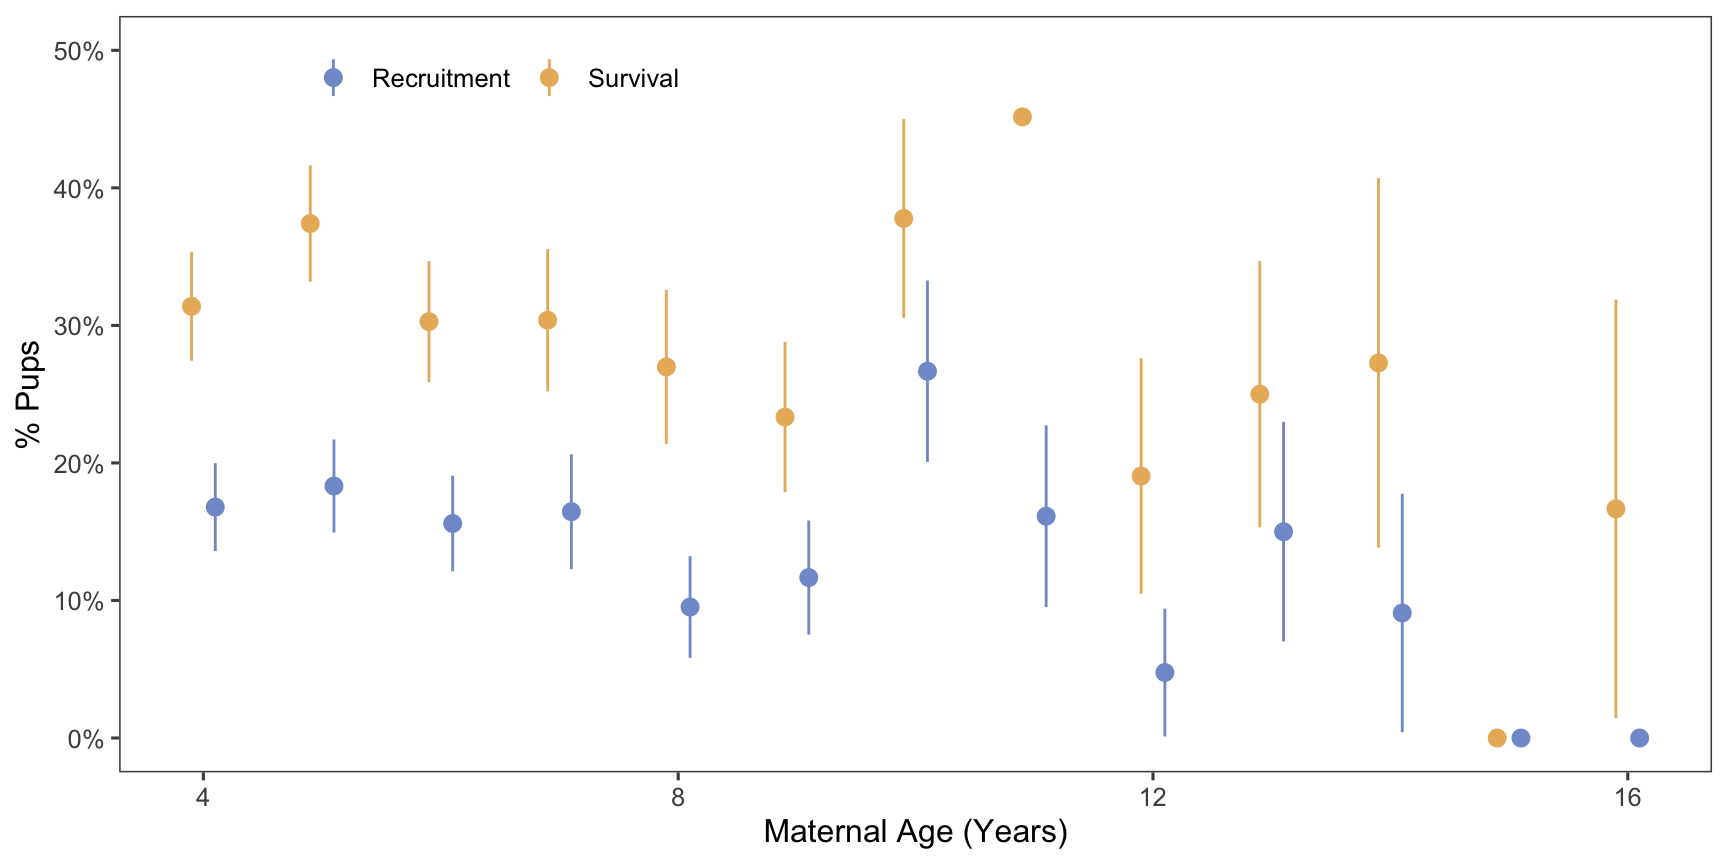 50%
Recruitment Survival
40%
30%
% Pups
20%
10%
0%
4 8 12 16
Maternal Age (Years)